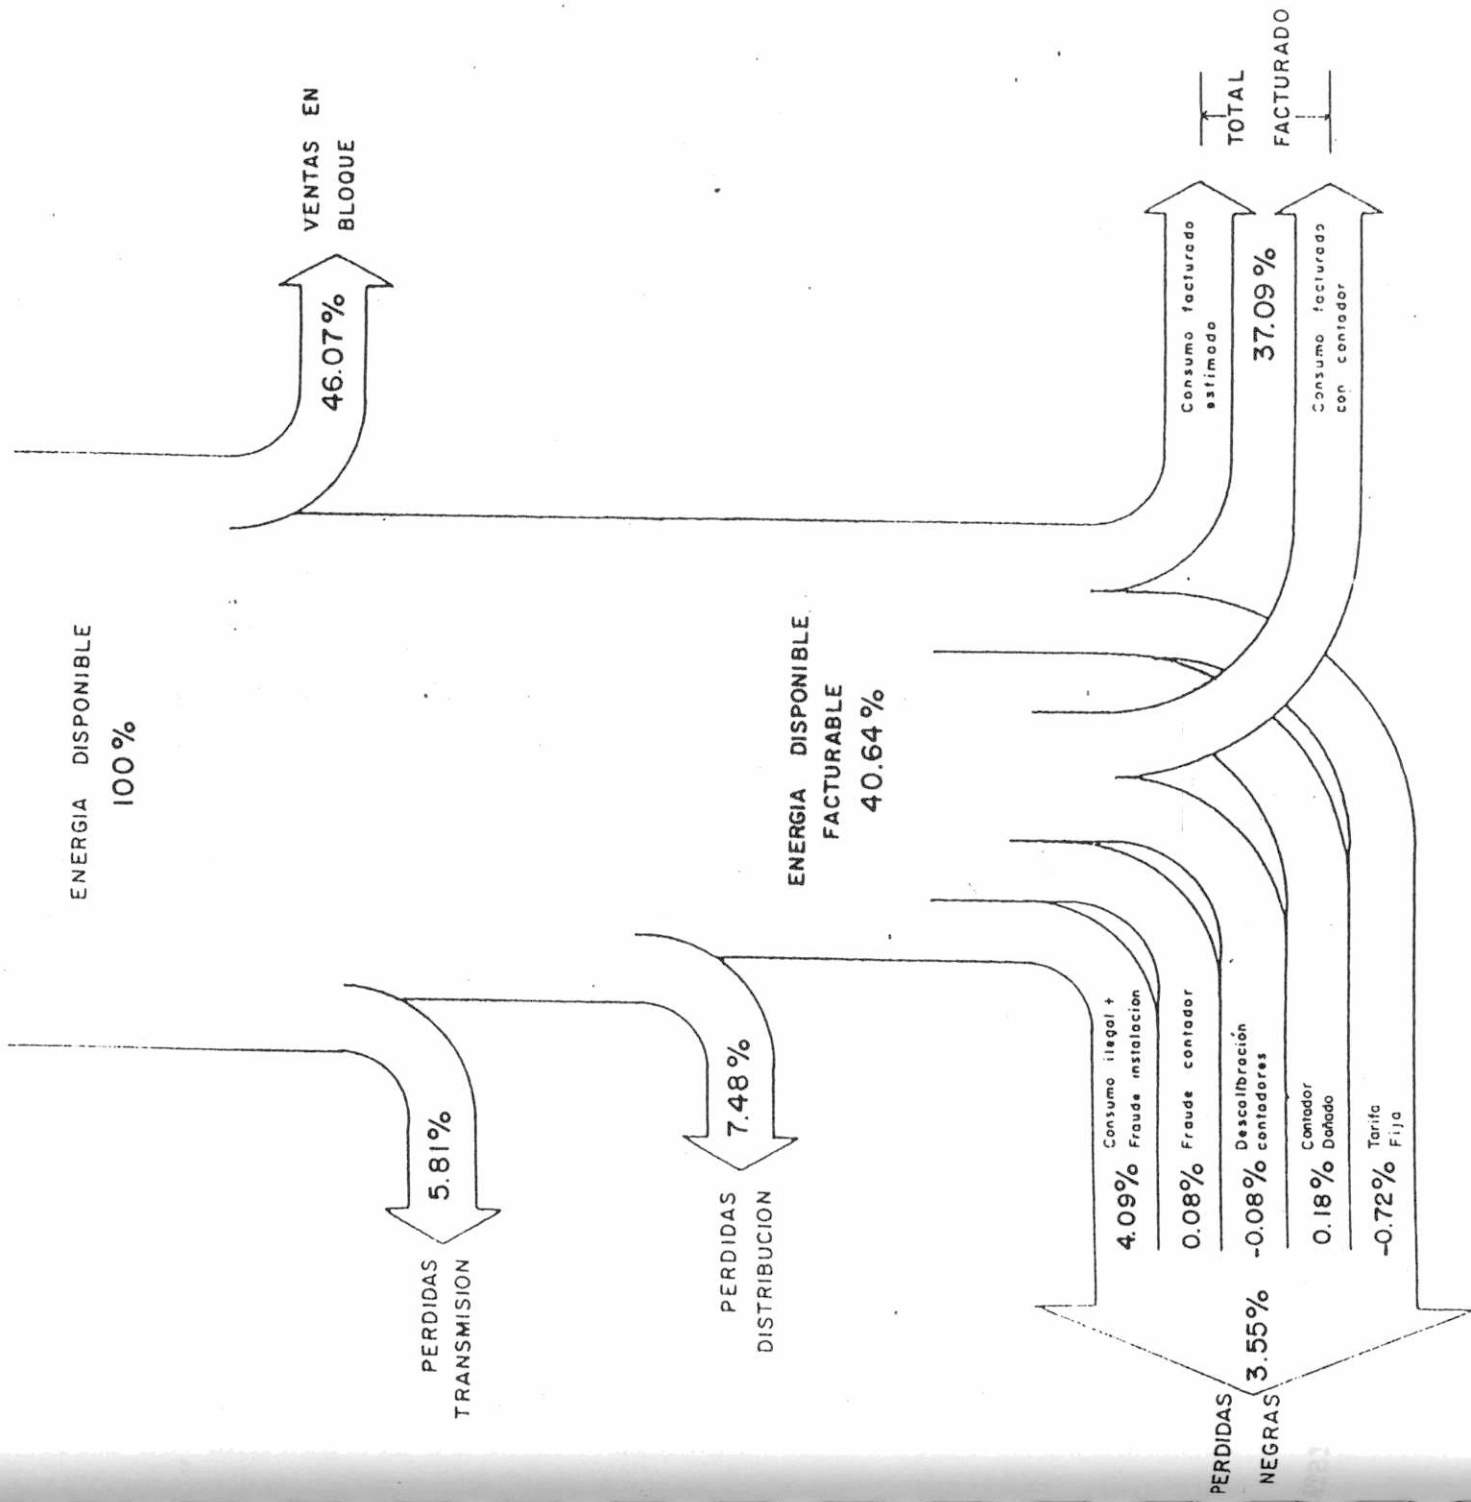 ENERGIA DISPONIBLE
100%
VENTAS EN
BLOQUE
46.07%
5.81%
PERDIDAS
TRANSMISION
7.48%
PERDIDAS
DISTRIBUCION
ENERGIA DISPONIBLE
FACTURABLE
40.64%
4.09% Consumo ilegal +
Fraude instalacion
0.08% Fraude contador
-0.08% Descalibración
contadores
0.18% Contador
Dañado
-0.72% Tarifa
Fija
PERDIDAS
NEGRAS
3.55%
Consumo facturado
estimado
37.09%
Consumo facturado
con contador
TOTAL
FACTURADO